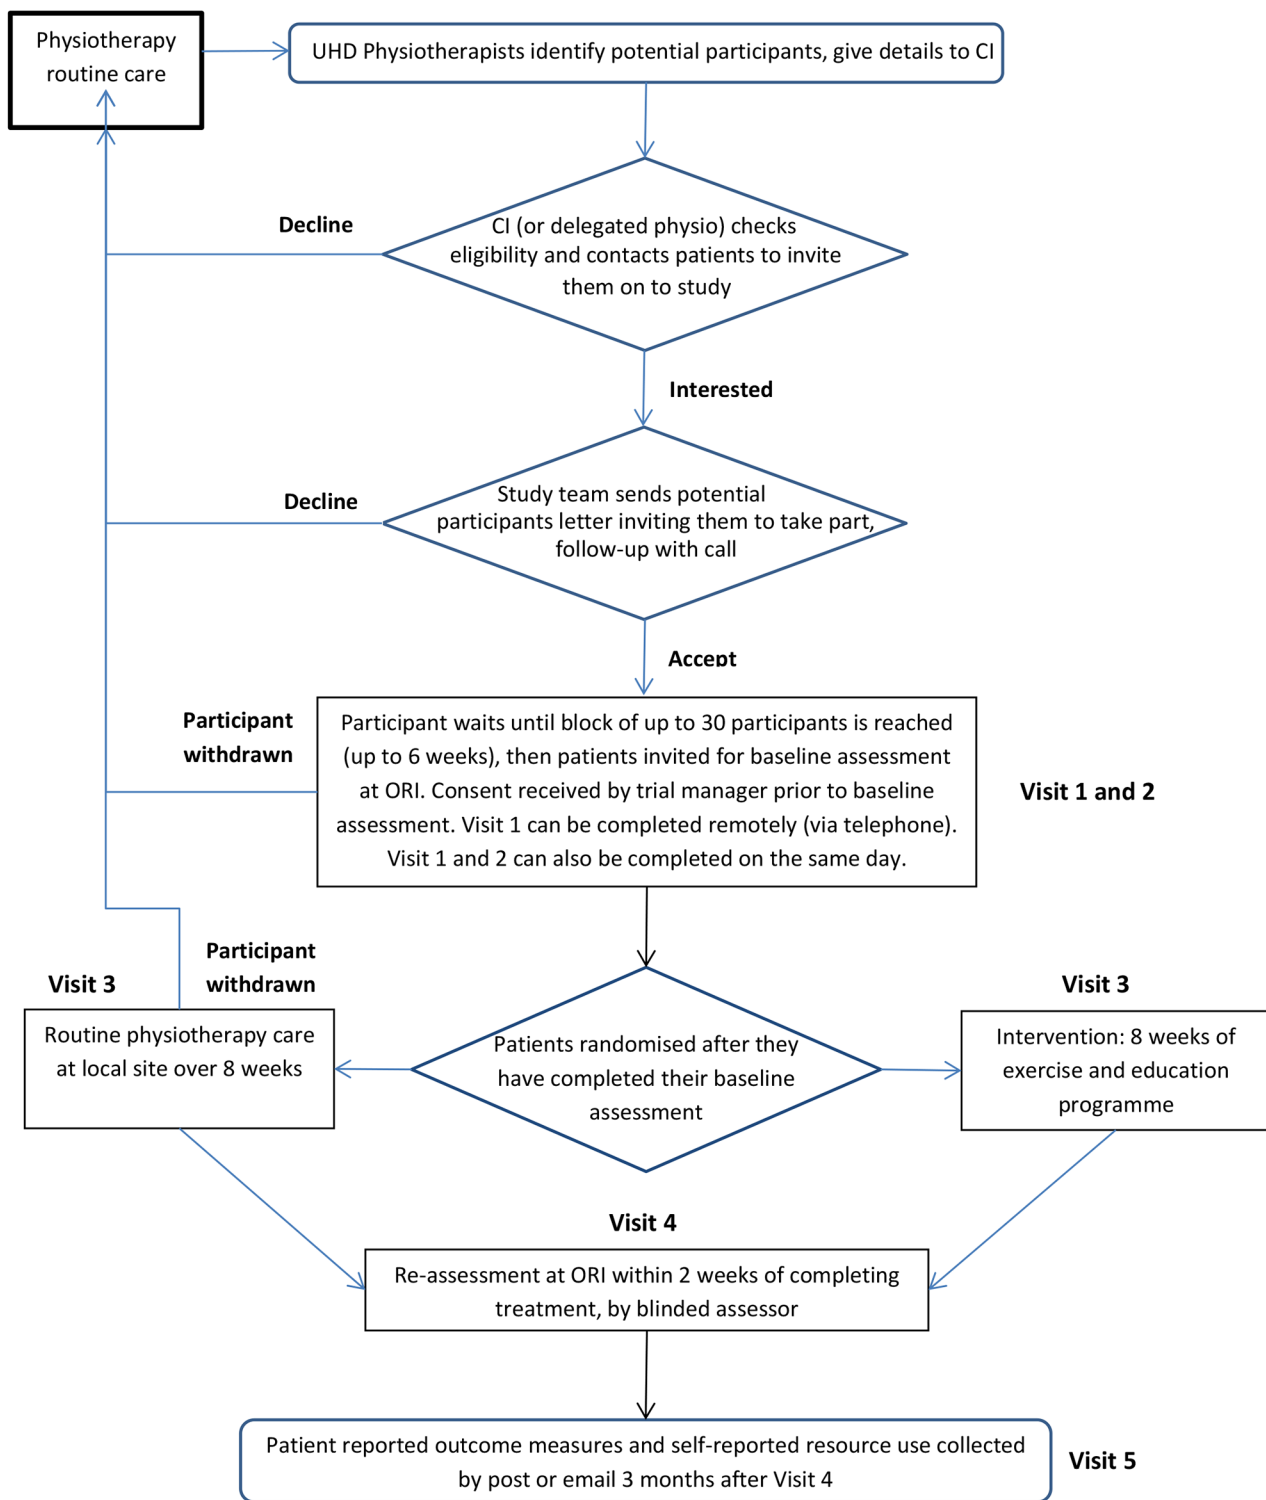 Physiotherapy
routine care
UHD Physiotherapists identify potential participants, give details to CI
Decline
CI (or delegated physio) checks
eligibility and contacts patients to invite
them on to study
Interested
Decline
Study team sends potential
participants letter inviting them to take part,
follow-up with call
Accept
Participant
withdrawn
Participant waits until block of up to 30 participants is reached
(up to 6 weeks), then patients invited for baseline assessment
at ORI. Consent received by trial manager prior to baseline
assessment. Visit 1 can be completed remotely (via telephone).
Visit 1 and 2 can also be completed on the same day.
Visit 1 and 2
Participant
withdrawn
Visit 3
Routine physiotherapy care
at local site over 8 weeks
Patients randomised after they
have completed their baseline
assessment
Visit 3
Intervention: 8 weeks of
exercise and education
programme
Visit 4
Re-assessment at ORI within 2 weeks of completing
treatment, by blinded assessor
Patient reported outcome measures and self-reported resource use collected
by post or email 3 months after Visit 4
Visit 5